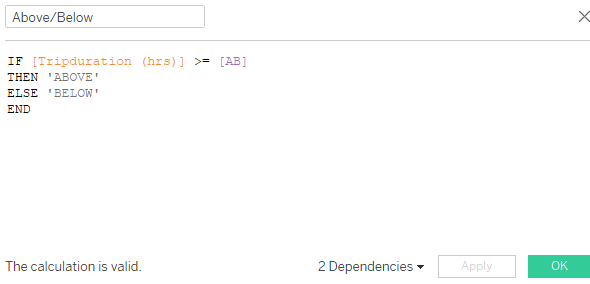 Above/Below
IF [Tripduration (hrs)] >= [AB]
THEN 'ABOVE'
ELSE 'BELOW'
END
The calculation is valid.
2 Dependencies
Apply
OK